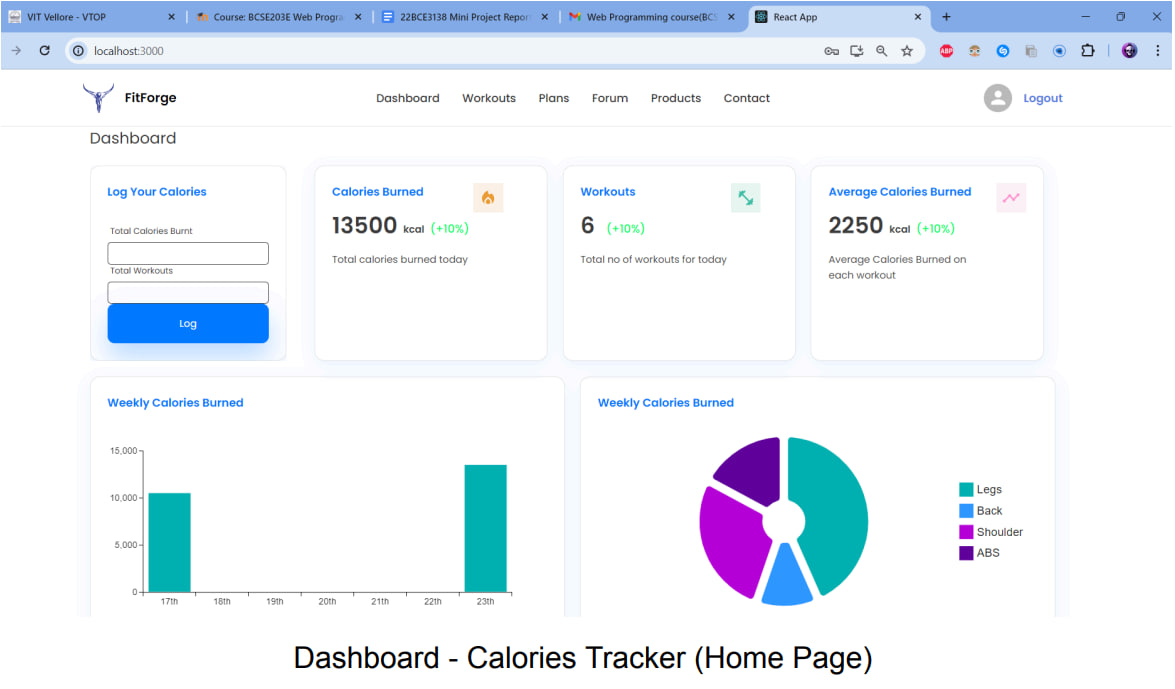 VIT Vellore - VTOP
Course: BCSE203E Web Progra
22BCE3138 Mini Project Repor
Web Programming course(BCS
React App
localhost:3000
ABP
FitForge
Dashboard Workouts Plans Forum Products Contact
Logout
Dashboard
Log Your Calories
Total Calories Burnt
Total Workouts
Log
Calories Burned
13500 kcal (+10%)
Total calories burned today
Workouts
6 (+10%)
Total no of workouts for today
Average Calories Burned
2250 kcal (+10%)
Average Calories Burned on
each workout
Weekly Calories Burned
15,000
10,000
5,000
0
17th 18th 19th 20th 21th 22th 23th
Weekly Calories Burned
Legs
Back
Shoulder
ABS
Dashboard - Calories Tracker (Home Page)